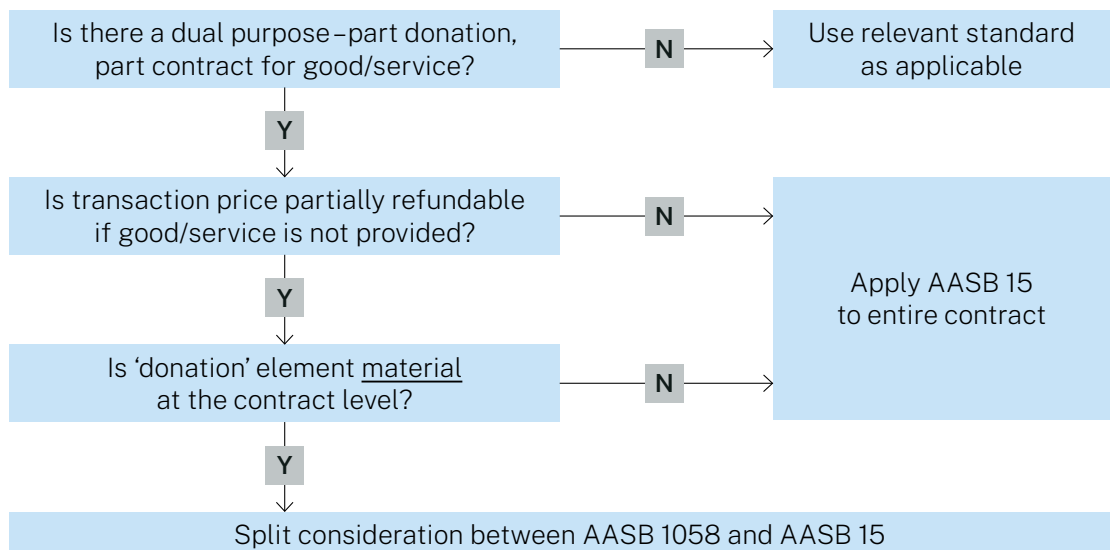 Is there a dual purpose – part donation,
part contract for good/service?
N
Use relevant standard
as applicable
Y
Is transaction price partially refundable
if good/service is not provided?
N
Apply AASB 15
to entire contract
Y
Is ‘donation’ element material
at the contract level?
N
Y
Split consideration between AASB 1058 and AASB 15